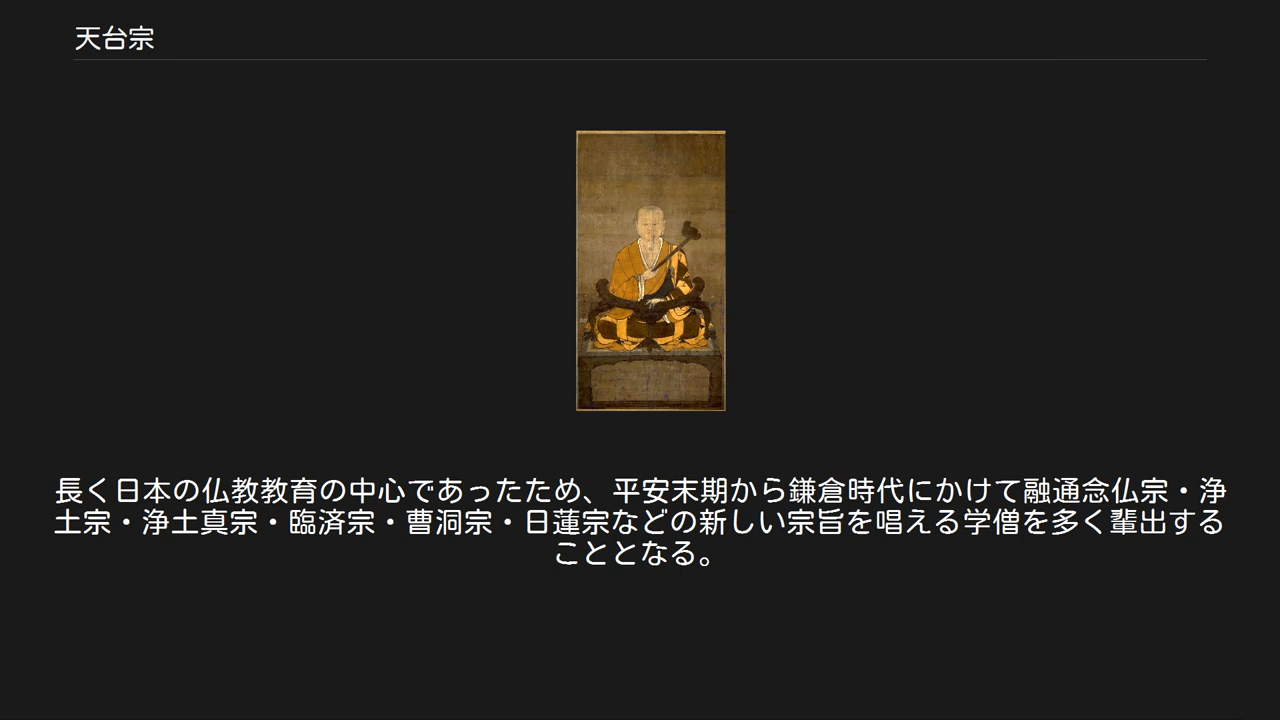 天台宗
長く日本の仏教教育の中心であったため、平安末期から鎌倉時代にかけて融通念仏宗・浄
土宗・浄土真宗・臨済宗・曹洞宗・日蓮宗などの新しい宗旨を唱える学僧を多く輩出する
こととなる。